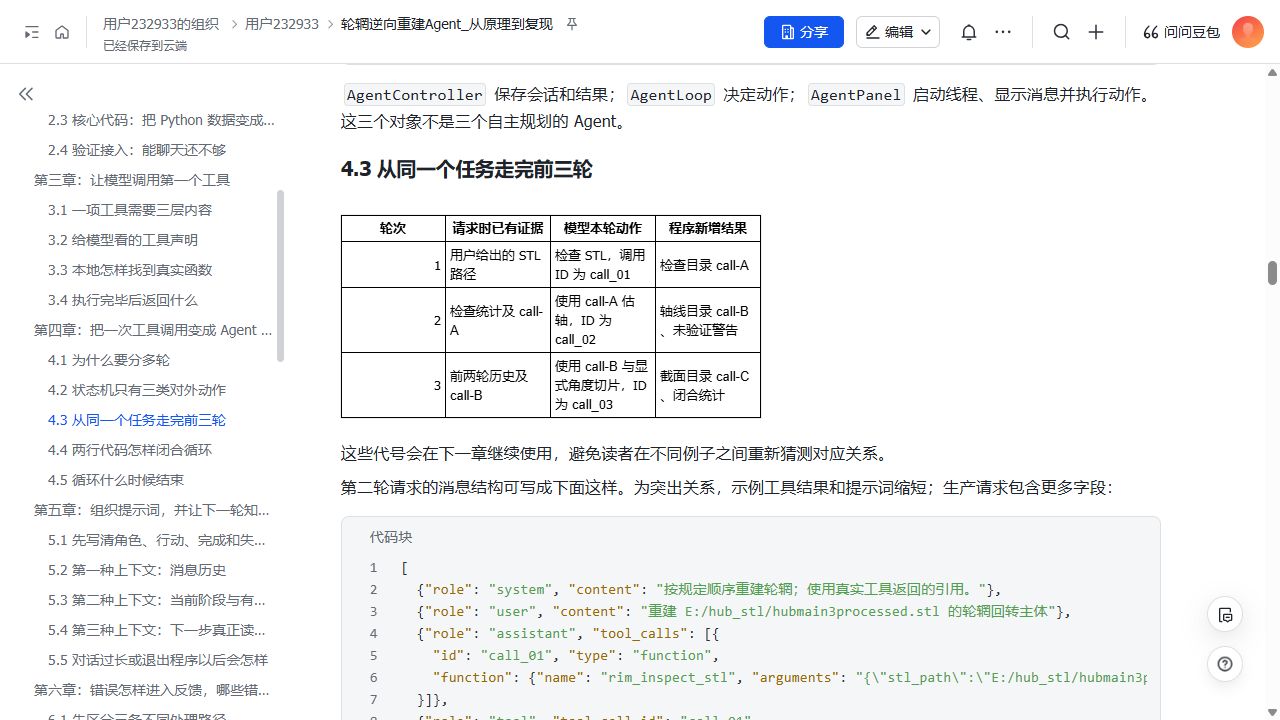 用户232933的组织 > 用户232933 > 轮辋逆向重建Agent_从原理到复现
已经保存到云端
分享
编辑
问问豆包
2.3 核心代码：把 Python 数据变成...
2.4 验证接入：能聊天还不够
第三章：让模型调用第一个工具
3.1 一项工具需要三层内容
3.2 给模型看的工具声明
3.3 本地怎样找到真实函数
3.4 执行完毕后返回什么
第四章：把一次工具调用变成 Agent ...
4.1 为什么要分多轮
4.2 状态机只有三类对外动作
4.3 从同一个任务走完前三轮
4.4 两行代码怎样闭合循环
4.5 循环什么时候结束
第五章：组织提示词，并让下一轮知...
5.1 先写清角色、行动、完成和失...
5.2 第一种上下文：消息历史
5.3 第二种上下文：当前阶段与有...
5.4 第三种上下文：下一步真正读...
5.5 对话过长或退出程序以后会怎样
第六章：错误怎样进入反馈，哪些错...
6.1 先区分三条不同处理路径
AgentController 保存会话和结果； AgentLoop 决定动作； AgentPanel 启动线程、显示消息并执行动作。
这三个对象不是三个自主规划的 Agent。
4.3 从同一个任务走完前三轮
轮次 请求时已有证据 模型本轮动作 程序新增结果
1 用户给出的 STL 路径 检查 STL，调用 ID 为 call_01 检查目录 call-A
2 检查统计及 call-A 使用 call-A 估轴，ID 为 call_02 轴线目录 call-B、未验证警告
3 前两轮历史及 call-B 使用 call-B 与显式角度切片，ID 为 call_03 截面目录 call-C、闭合统计
这些代号会在下一章继续使用，避免读者在不同例子之间重新猜测对应关系。
第二轮请求的消息结构可写成下面这样。为突出关系，示例工具结果和提示词缩短；生产请求包含更多字段：
代码块
1 [
2 {"role": "system", "content": "按规定顺序重建轮辋；使用真实工具返回的引用。"},
3 {"role": "user", "content": "重建 E:/hub_stl/hubmain3processed.stl 的轮辋回转主体"},
4 {"role": "assistant", "tool_calls": [{
5 "id": "call_01", "type": "function",
6 "function": {"name": "rim_inspect_stl", "arguments": "{\"stl_path\":\"E:/hub_stl/hubmain3p
7 }]},
8 {"role": "tool", "tool_call_id": "call_01",